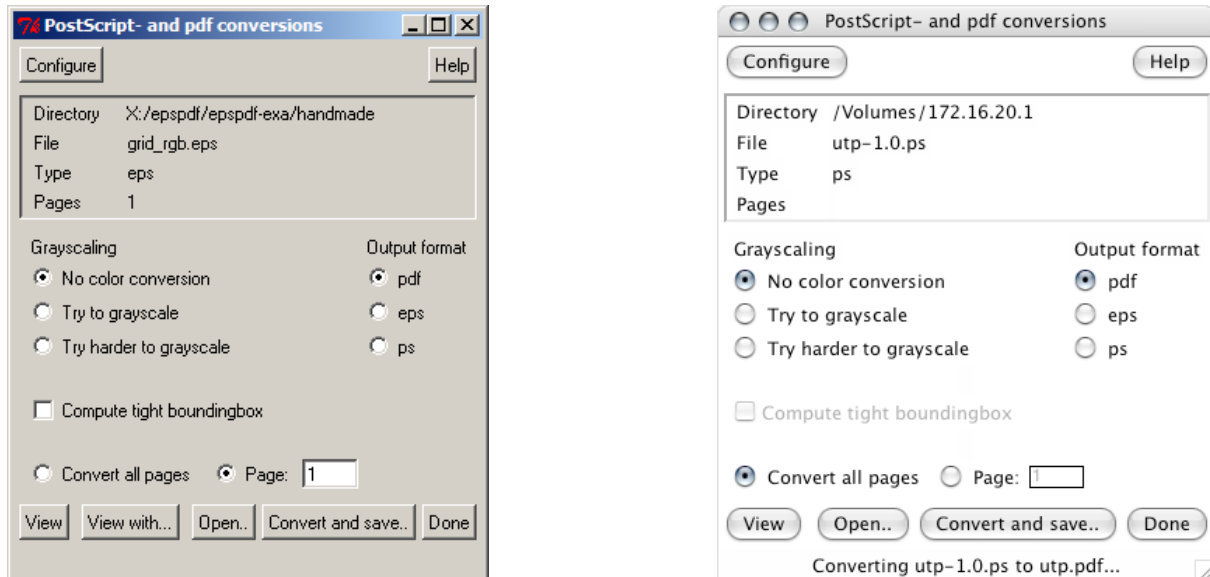 PostScript- and pdf conversions
Configure Help
Directory X:/epspdf/epspdf-exa/handmade
File grid_rgb.eps
Type eps
Pages 1
Grayscaling Output format
No color conversion pdf
Try to grayscale eps
Try harder to grayscale ps
Compute tight boundingbox
Convert all pages Page: 1
View View with... Open.. Convert and save.. Done
PostScript- and pdf conversions
Configure Help
Directory /Volumes/172.16.20.1
File utp-1.0.ps
Type ps
Pages
Grayscaling Output format
No color conversion pdf
Try to grayscale eps
Try harder to grayscale ps
Compute tight boundingbox
Convert all pages Page: 1
View Open.. Convert and save.. Done
Converting utp-1.0.ps to utp.pdf...